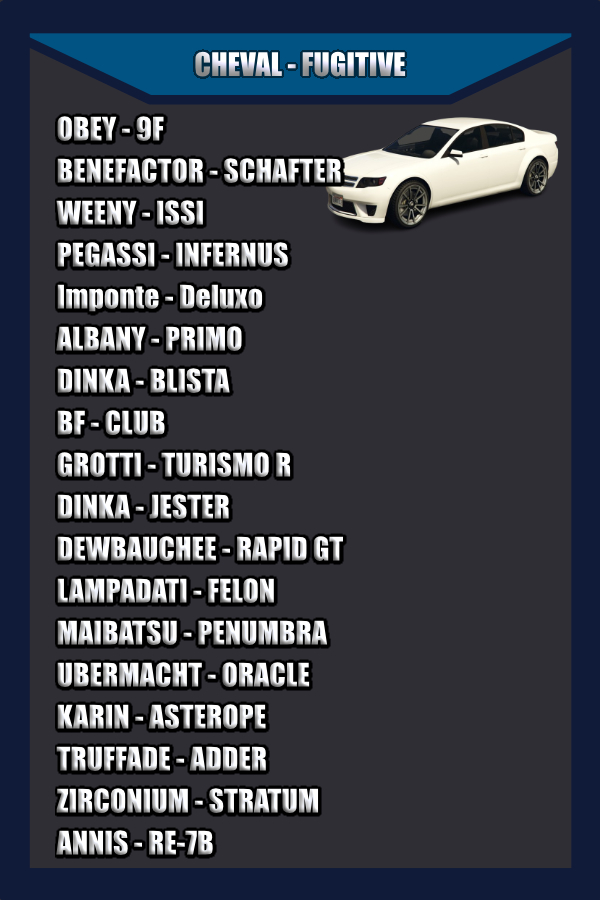 CHEVAL - FUGITIVE
OBEY - 9F
BENEFACTOR - SCHAFTER
WEENY - ISSI
PEGASSI - INFERNUS
Imponte - Deluxo
ALBANY - PRIMO
DINKA - BLISTA
BF - CLUB
GROTTI - TURISMO R
DINKA - JESTER
DEWBAUCHEE - RAPID GT
LAMPADATI - FELON
MAIBATSU - PENUMBRA
UBERMACHT - ORACLE
KARIN - ASTEROPE
TRUFFADE - ADDER
ZIRCONIUM - STRATUM
ANNIS - RE-7B